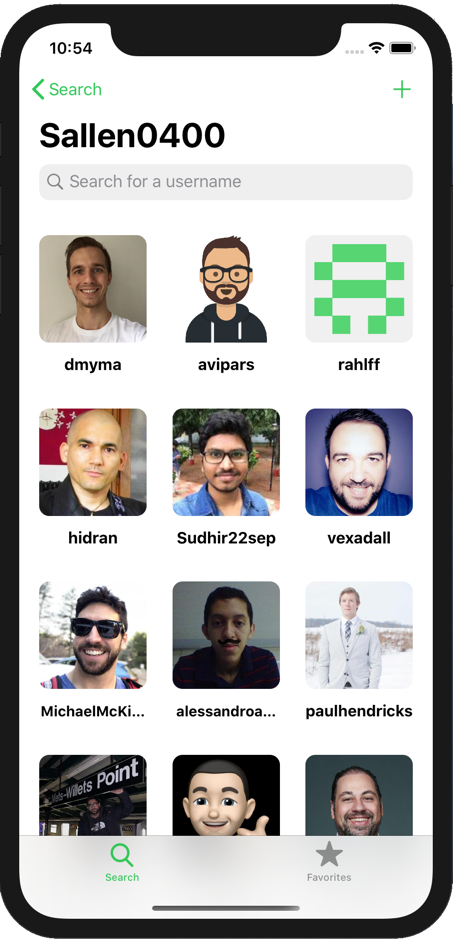 10:54
Search
Sallen0400
Search for a username
dmyma
avipars
rahlff
hidran
Sudhir22sep
vexadall
MichaelMcKi...
alessandroa...
paulhendricks
Mets-Willets Point
Search
Favorites